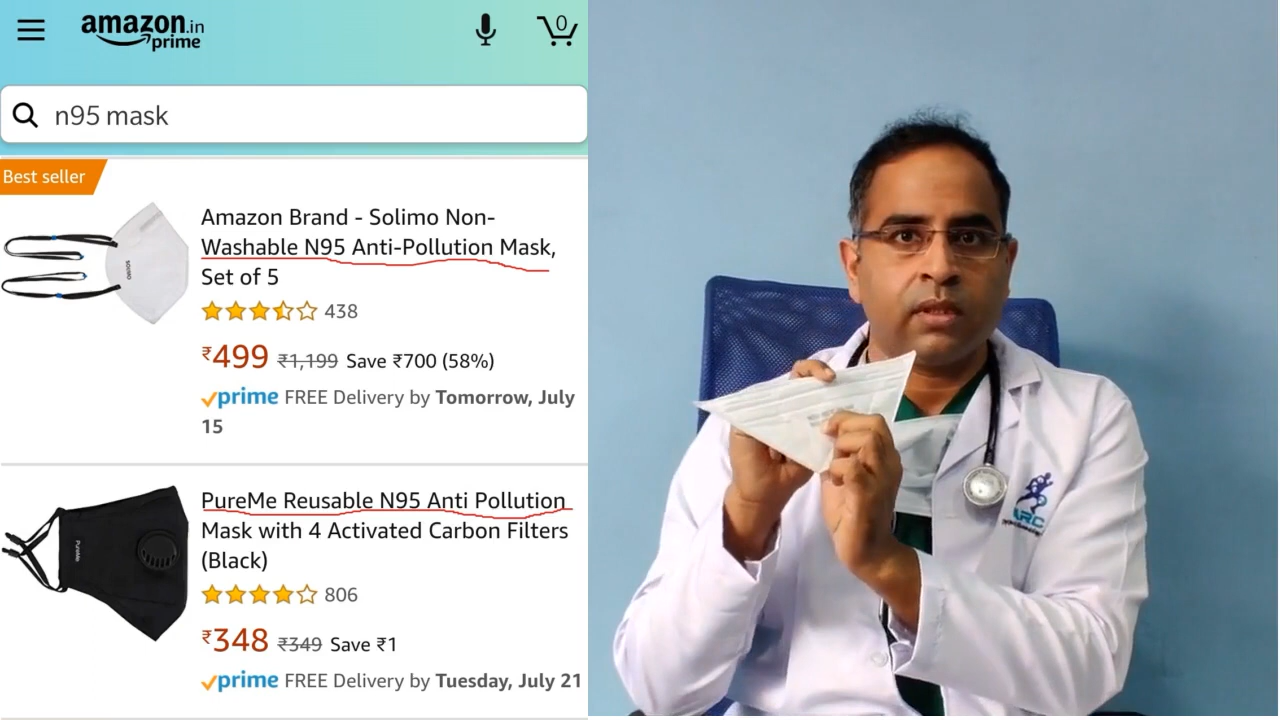 amazon.in
prime
0
n95 mask
Best seller
Amazon Brand - Solimo Non-
Washable N95 Anti-Pollution Mask,
Set of 5
SOLIMO
438
₹499 ₹1,199 Save ₹700 (58%)
prime FREE Delivery by Tomorrow, July
15
PureMe Reusable N95 Anti Pollution
Mask with 4 Activated Carbon Filters
(Black)
PureMe
806
₹348 ₹349 Save ₹1
prime FREE Delivery by Tuesday, July 21
ARC